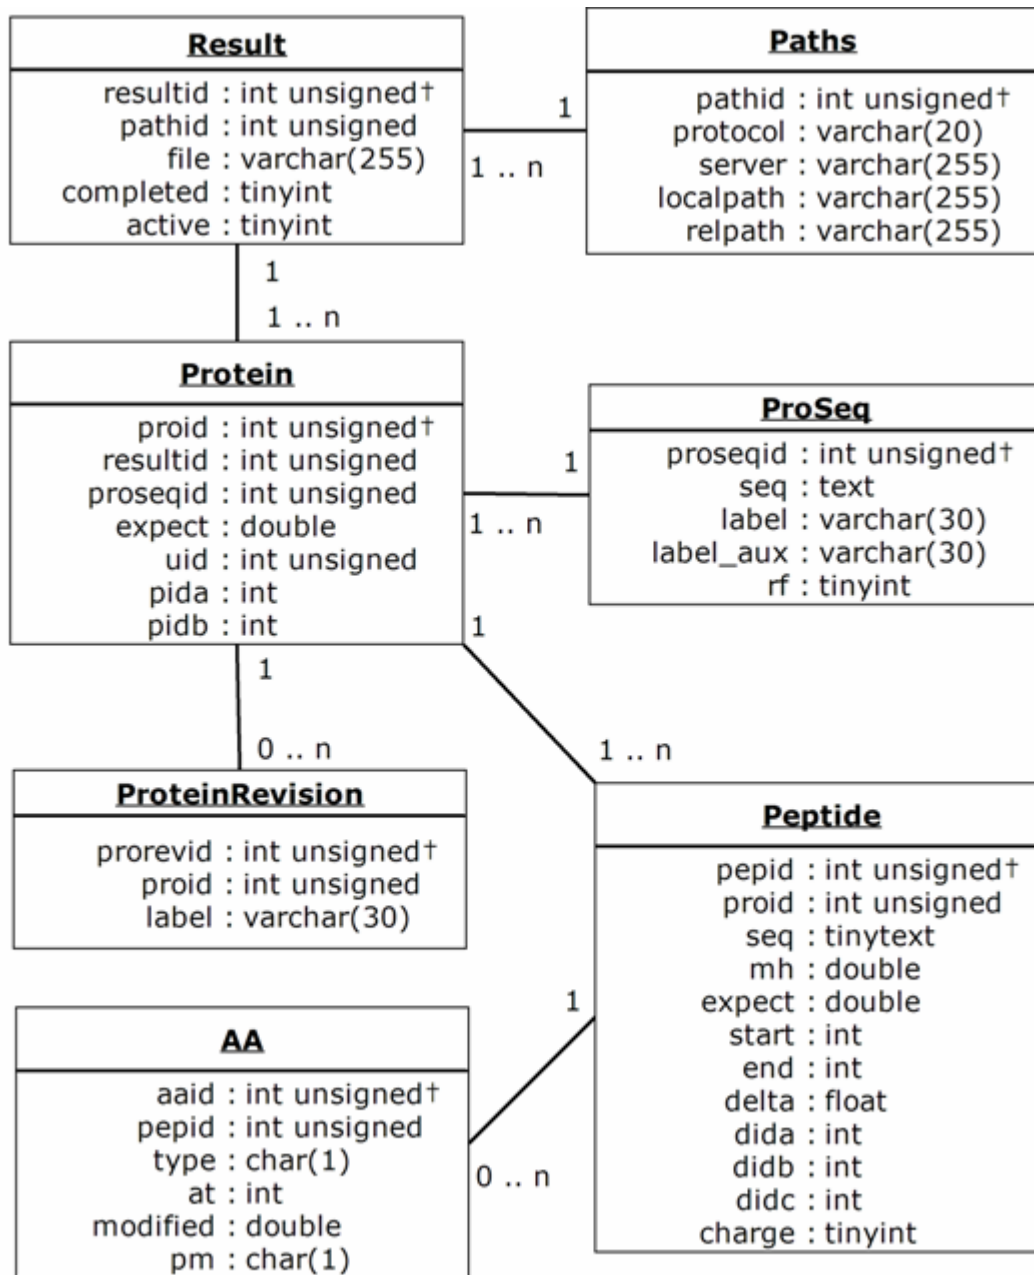 Result
resultid : int unsigned†
pathid : int unsigned
file : varchar(255)
completed : tinyint
active : tinyint
1
1 .. n
Paths
pathid : int unsigned†
protocol : varchar(20)
server : varchar(255)
localpath : varchar(255)
relpath : varchar(255)
1
1 .. n
Protein
proid : int unsigned†
resultid : int unsigned
proseqid : int unsigned
expect : double
uid : int unsigned
pida : int
pidb : int
1
1 .. n
ProSeq
proseqid : int unsigned†
seq : text
label : varchar(30)
label_aux : varchar(30)
rf : tinyint
1
1
0 .. n
1 .. n
ProteinRevision
prorevid : int unsigned†
proid : int unsigned
label : varchar(30)
Peptide
pepid : int unsigned†
proid : int unsigned
seq : tinytext
mh : double
expect : double
start : int
end : int
delta : float
dida : int
didb : int
didc : int
charge : tinyint
1
0 .. n
AA
aaid : int unsigned†
pepid : int unsigned
type : char(1)
at : int
modified : double
pm : char(1)